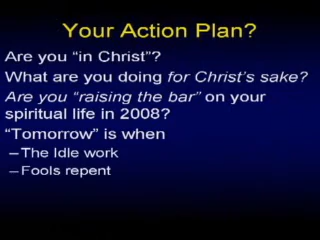 Your Action Plan?
Are you “in Christ”?
What are you doing for Christ’s sake?
Are you “raising the bar” on your
spiritual life in 2008?
“Tomorrow” is when
–The Idle work
–Fools repent